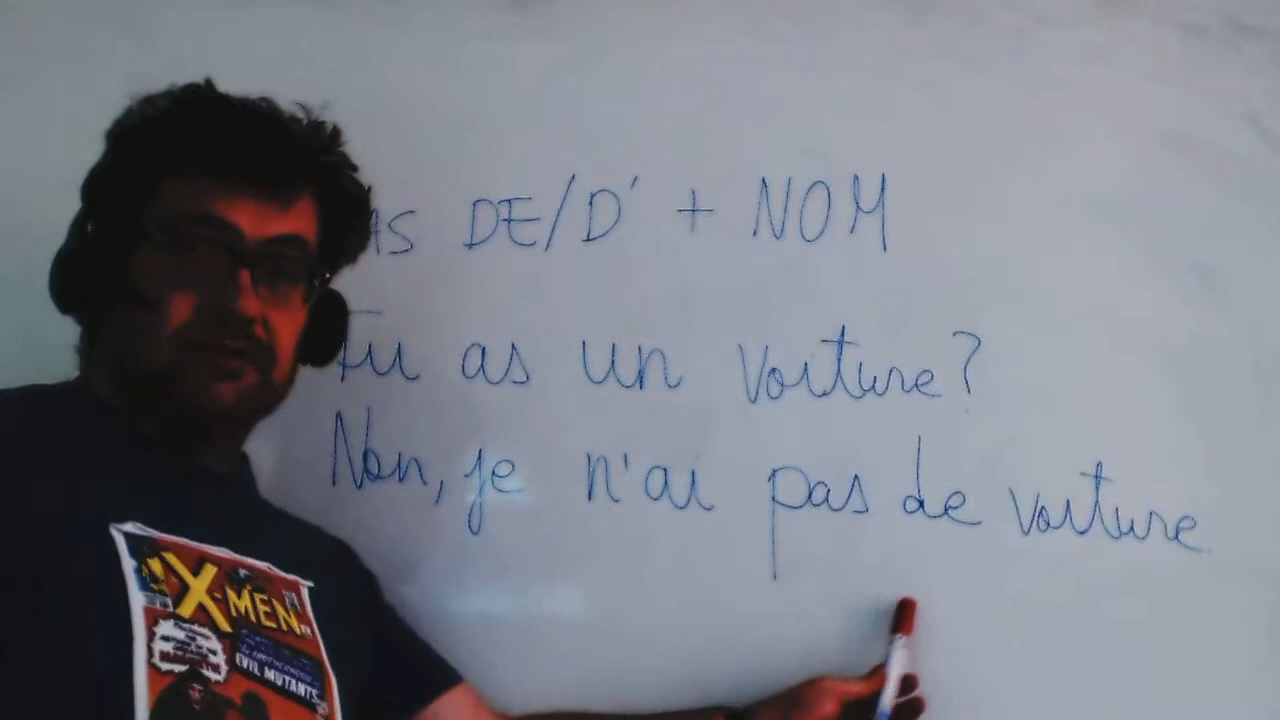 AS DE/D' + NOM
Tu as un voiture?
Non, je n'ai pas de voiture
X-MEN
EVIL MUTANTS